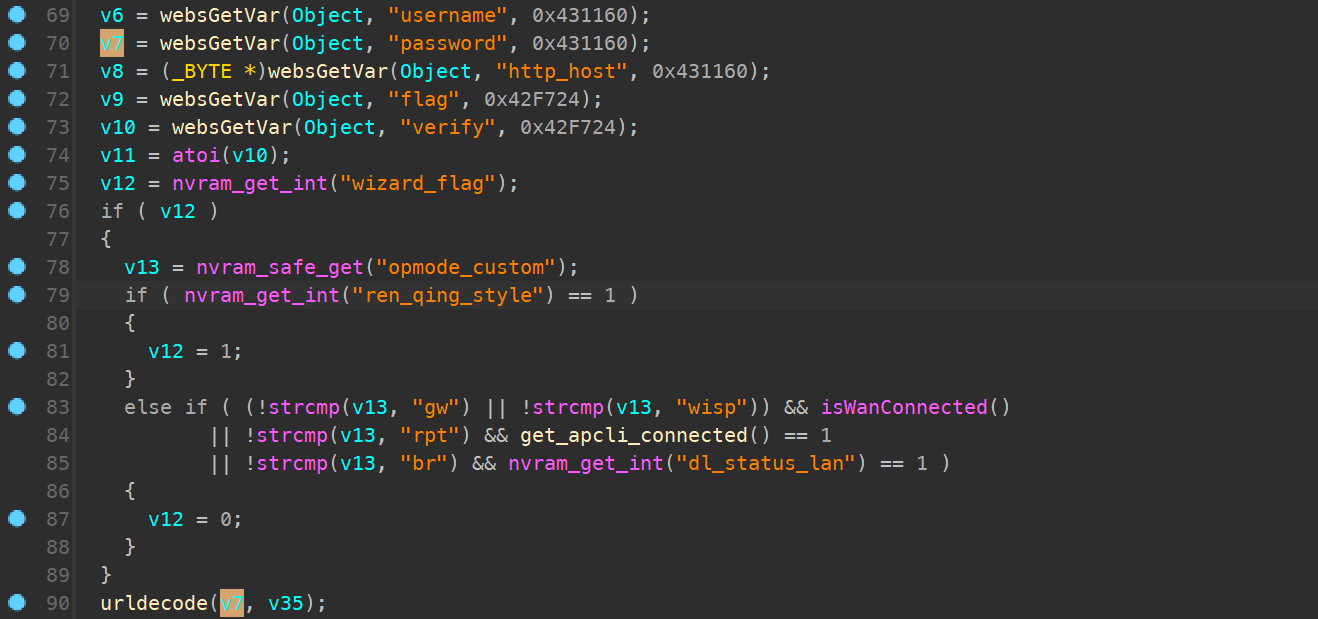 69 v6 = websGetVar(Object, "username", 0x431160);
70 v7 = websGetVar(Object, "password", 0x431160);
71 v8 = (_BYTE *)websGetVar(Object, "http_host", 0x431160);
72 v9 = websGetVar(Object, "flag", 0x42F724);
73 v10 = websGetVar(Object, "verify", 0x42F724);
74 v11 = atoi(v10);
75 v12 = nvram_get_int("wizard_flag");
76 if ( v12 )
77 {
78 v13 = nvram_safe_get("opmode_custom");
79 if ( nvram_get_int("ren_qing_style") == 1 )
80 {
81 v12 = 1;
82 }
83 else if ( (!strcmp(v13, "gw") || !strcmp(v13, "wisp")) && isWanConnected()
84 || !strcmp(v13, "rpt") && get_apcli_connected() == 1
85 || !strcmp(v13, "br") && nvram_get_int("dl_status_lan") == 1 )
86 {
87 v12 = 0;
88 }
89 }
90 urldecode(v7, v35);